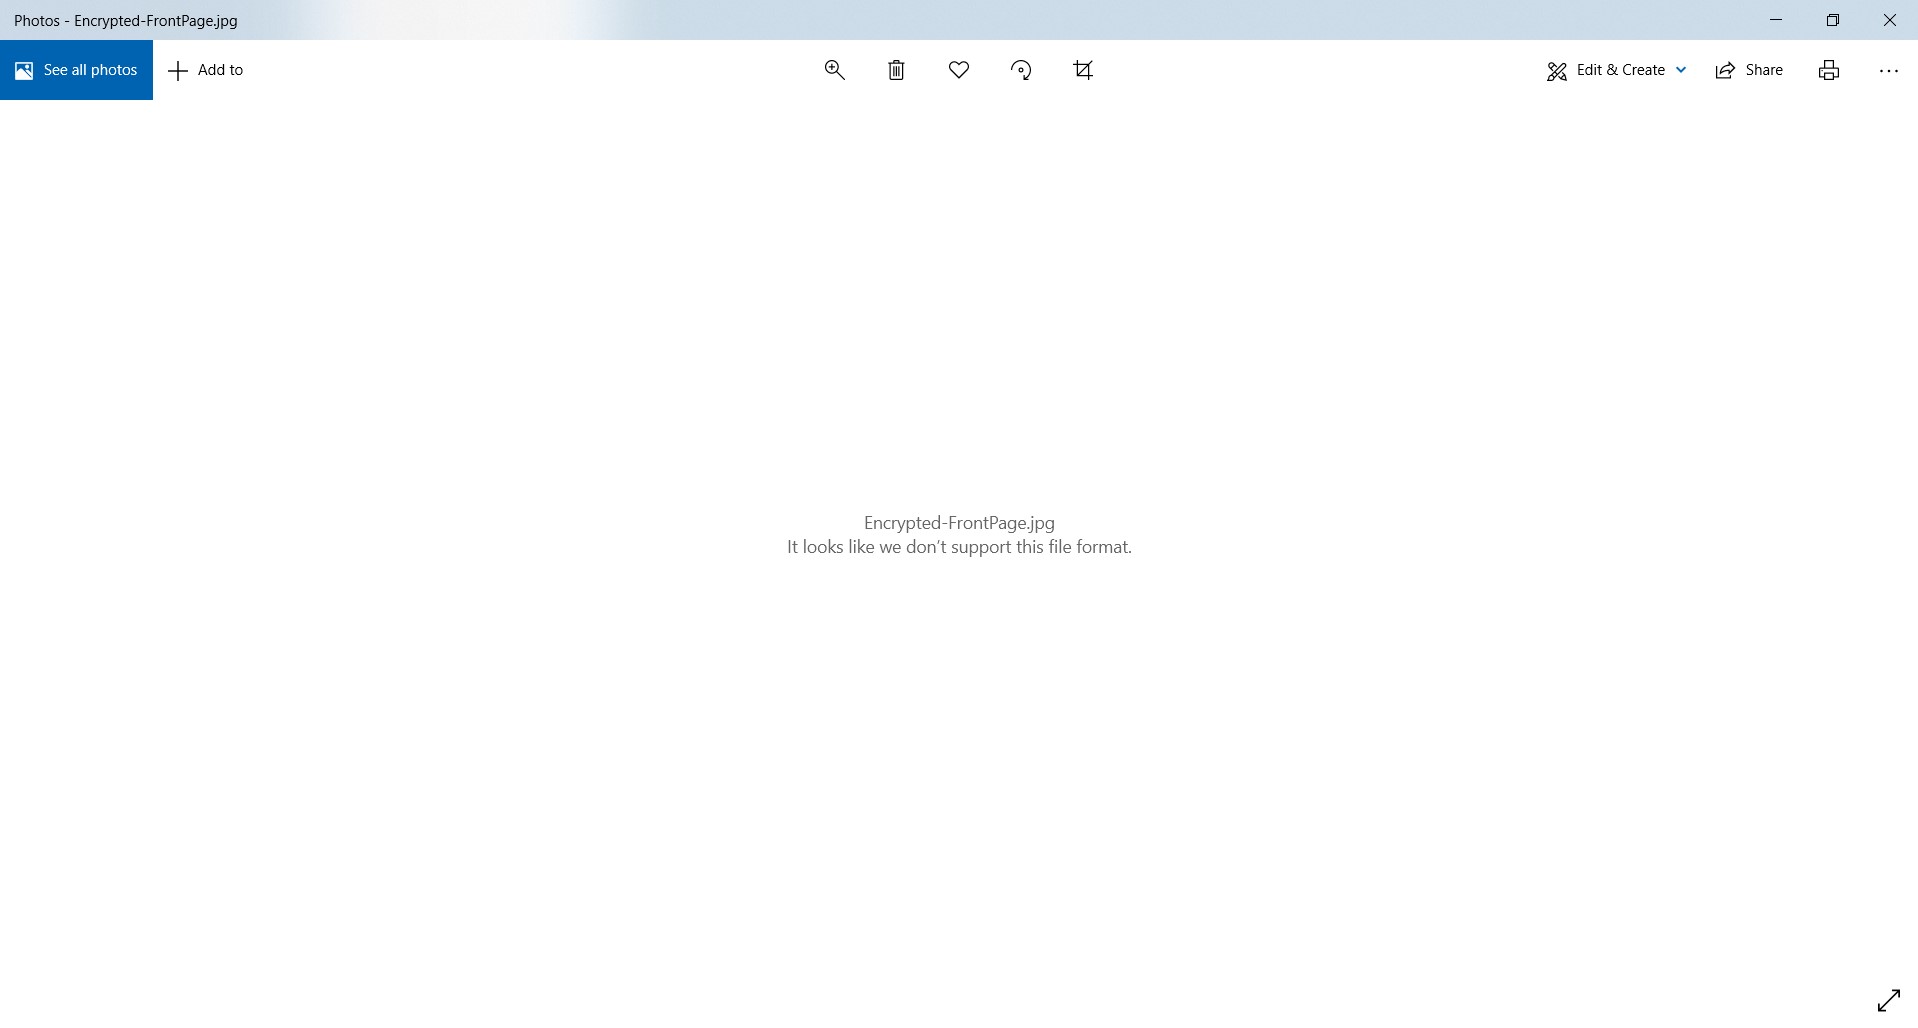 Photos - Encrypted-FrontPage.jpg
See all photos
Add to
Edit & Create
Share
Encrypted-FrontPage.jpg
It looks like we don't support this file format.